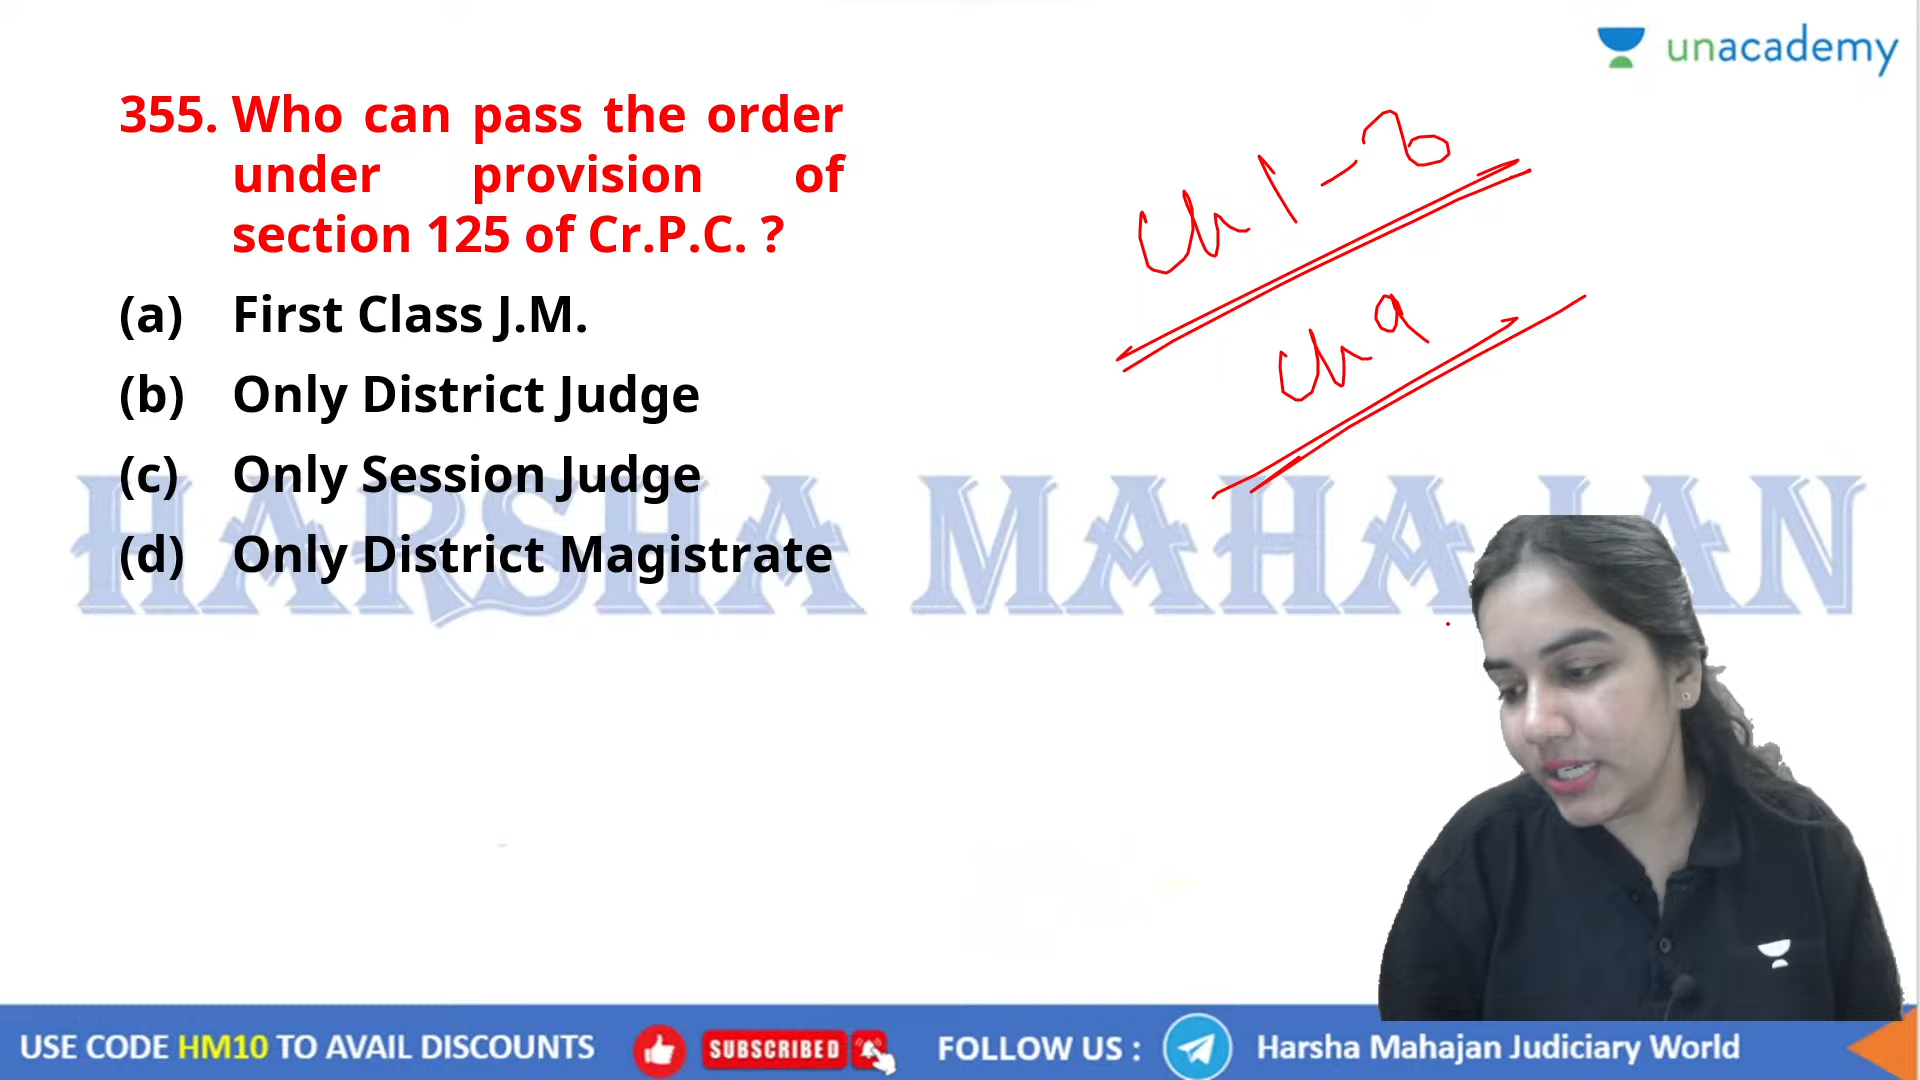 unacademy
355. Who can pass the order
under provision of
section 125 of Cr.P.C. ?
(a) First Class J.M.
(b) Only District Judge
(c) Only Session Judge
(d) Only District Magistrate
Ch 1-
Ch 9
HARSHA MAHAJAN
USE CODE HM10 TO AVAIL DISCOUNTS
SUBSCRIBED
FOLLOW US :
Harsha Mahajan Judiciary World